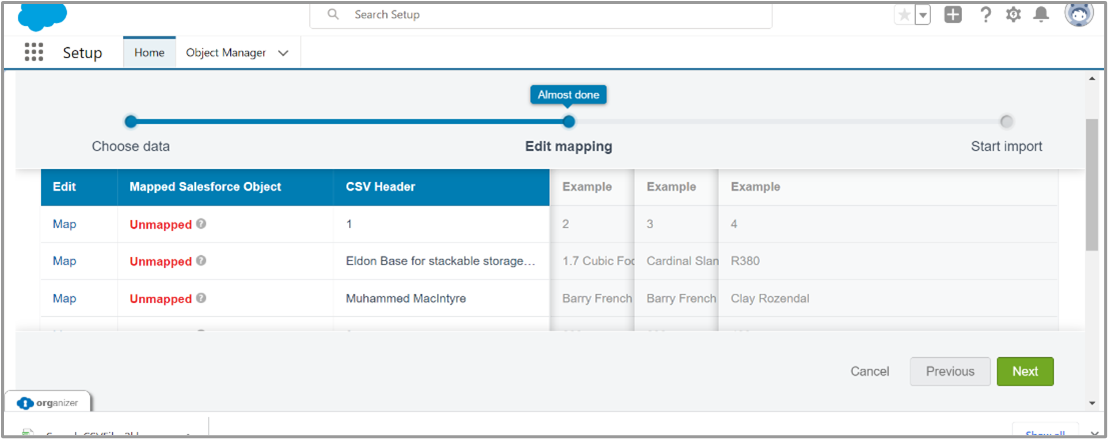 Search Setup
Setup Home Object Manager
Almost done
Choose data Edit mapping Start import
Edit Mapped Salesforce Object CSV Header Example Example Example
Map Unmapped ? 1 2 3 4
Map Unmapped ? Eldon Base for stackable storage... 1.7 Cubic Foo Cardinal Slan R380
Map Unmapped ? Muhammed MacIntyre Barry French Barry French Clay Rozendal
Cancel Previous Next
organizer
Show all